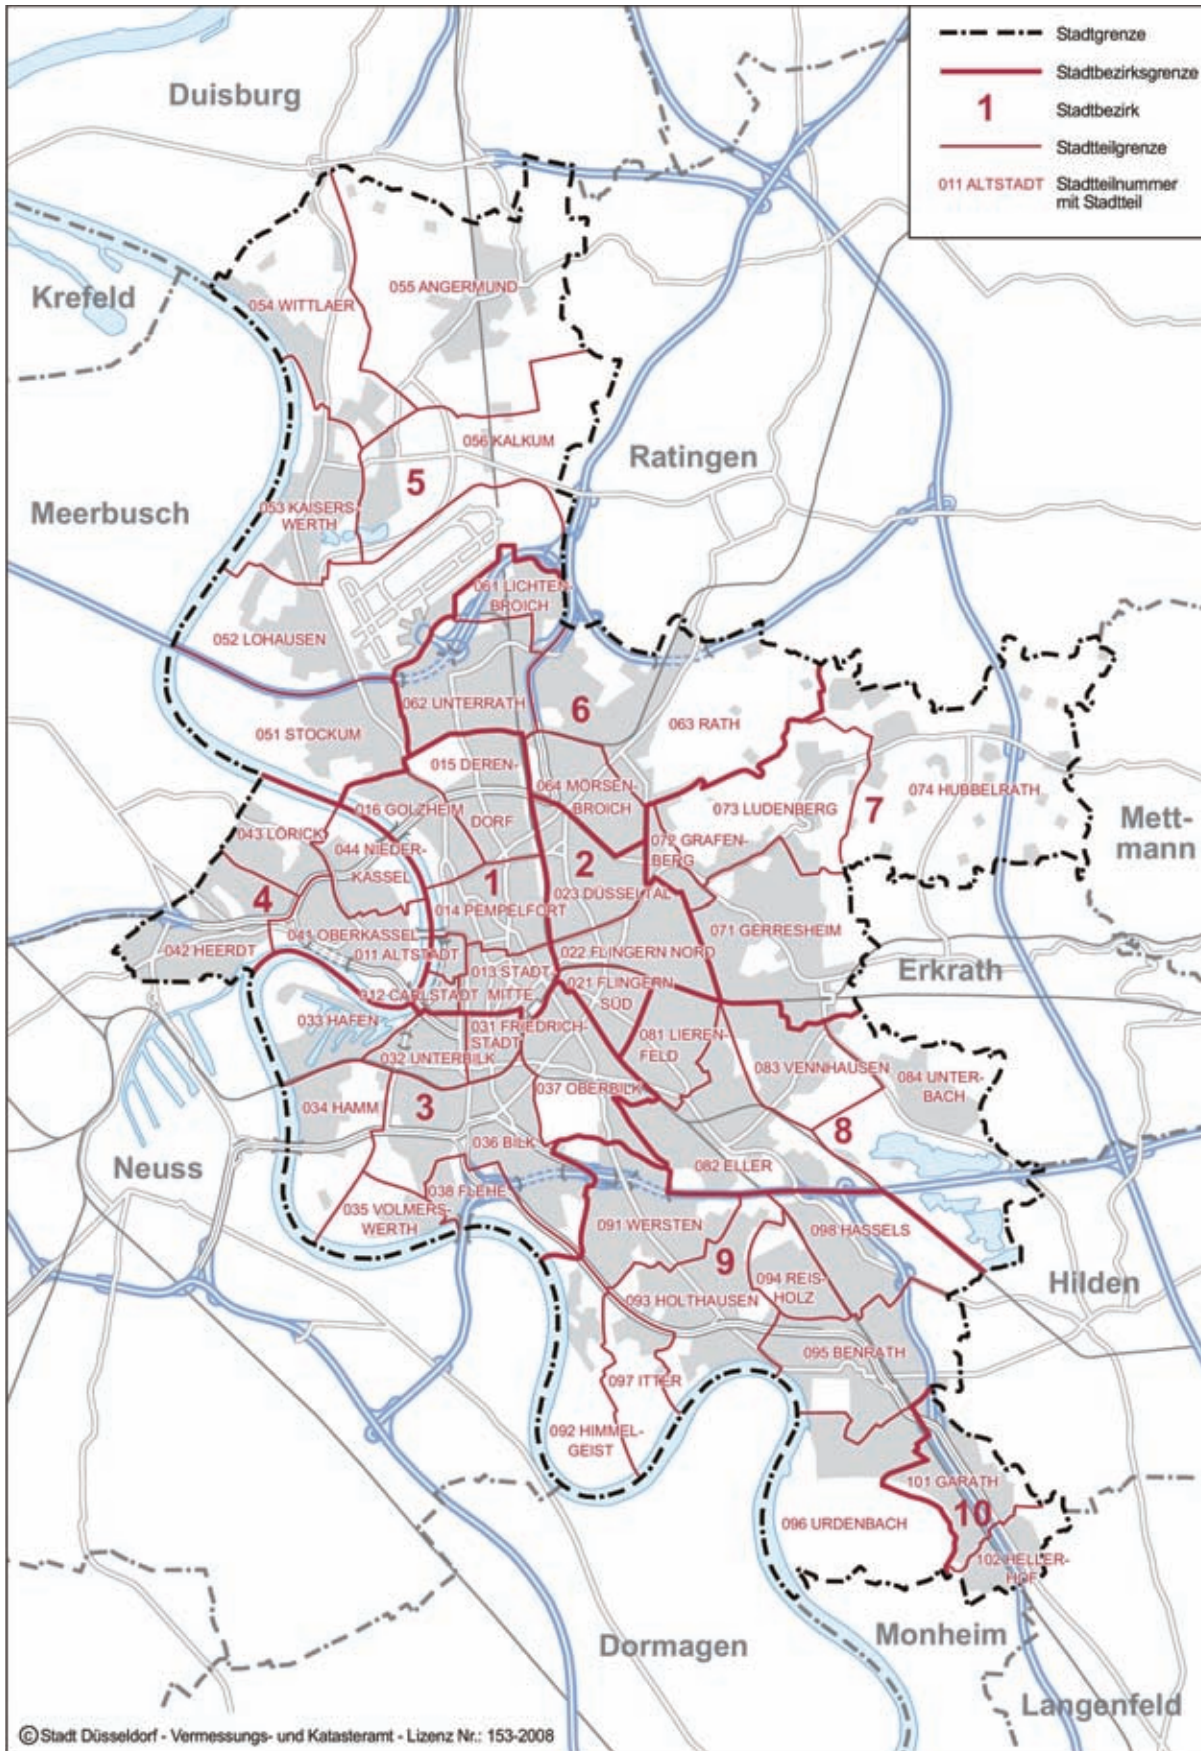 Stadtgrenze
Stadtbezirksgrenze
1
Stadtbezirk
Stadtteilgrenze
011 ALTSTADT
Stadtteilnummer
mit Stadtteil
Duisburg
Krefeld
054 WITTLAER
055 ANGERMUND
056 KALKUM
Ratingen
5
Meerbusch
053 KAISERS-
WERTH
061 LICHTEN-
BROICH
052 LOHAUSEN
062 UNTERRATH
6
063 RATH
051 STOCKUM
015 DEREN-
DORF
064 MÖRSEN-
BROICH
016 GOLZHEIM
073 LUDENBERG
7
074 HUBBELRATH
Mett-
mann
043 LÖRICK
044 NIEDER-
KASSEL
072 GRAFEN-
BERG
2
1
023 DÜSSELTAL
4
014 PEMPELFORT
071 GERRESHEIM
041 OBERKASSEL
042 HEERDT
011 ALTSTADT
022 FLINGERN NORD
Erkrath
013 STADT-
MITTE
021 FLINGERN
SÜD
012 CARLSTADT
033 HAFEN
031 FRIEDRICH-
STADT
081 LIEREN-
FELD
032 UNTERBILK
083 VENNHAUSEN
084 UNTER-
BACH
037 OBERBILK
034 HAMM
3
8
036 BILK
Neuss
082 ELLER
038 FLEHE
035 VOLMERS-
WERTH
091 WERSTEN
098 HASSELS
9
094 REIS-
HOLZ
Hilden
093 HOLTHAUSEN
095 BENRATH
097 ITTER
092 HIMMEL-
GEIST
101 GARATH
10
096 URDENBACH
102 HELLER-
HOF
Dormagen
Monheim
Langenfeld
© Stadt Düsseldorf - Vermessungs- und Katasteramt - Lizenz Nr.: 153-2008